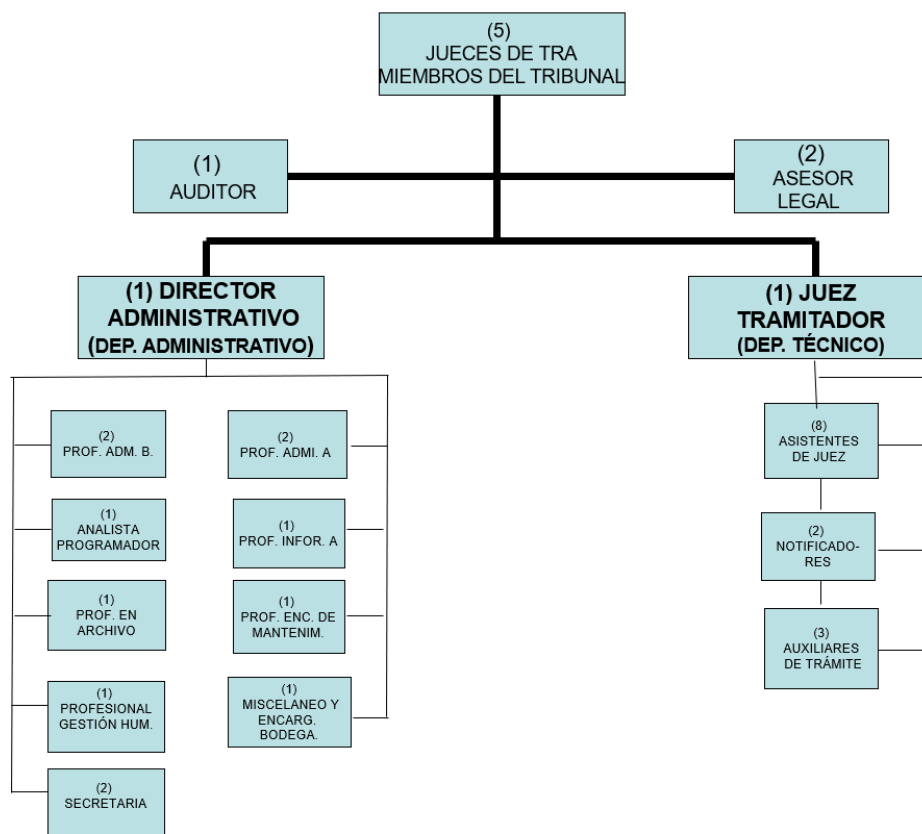 (5)
JUECES DE TRA
MIEMBROS DEL TRIBUNAL
(1)
AUDITOR
(2)
ASESOR
LEGAL
(1) DIRECTOR
ADMINISTRATIVO
(DEP. ADMINISTRATIVO)
(1) JUEZ
TRAMITADOR
(DEP. TÉCNICO)
(2)
PROF. ADM. B.
(2)
PROF. ADMI. A
(8)
ASISTENTES
DE JUEZ
(1)
ANALISTA
PROGRAMADOR
(1)
PROF. INFOR. A
(2)
NOTIFICADO-
RES
(1)
PROF. EN
ARCHIVO
(1)
PROF. ENC. DE
MANTENIM.
(3)
AUXILIARES
DE TRÁMITE
(1)
PROFESIONAL
GESTIÓN HUM.
(1)
MISCELANEO Y
ENCARG.
BODEGA.
(2)
SECRETARIA